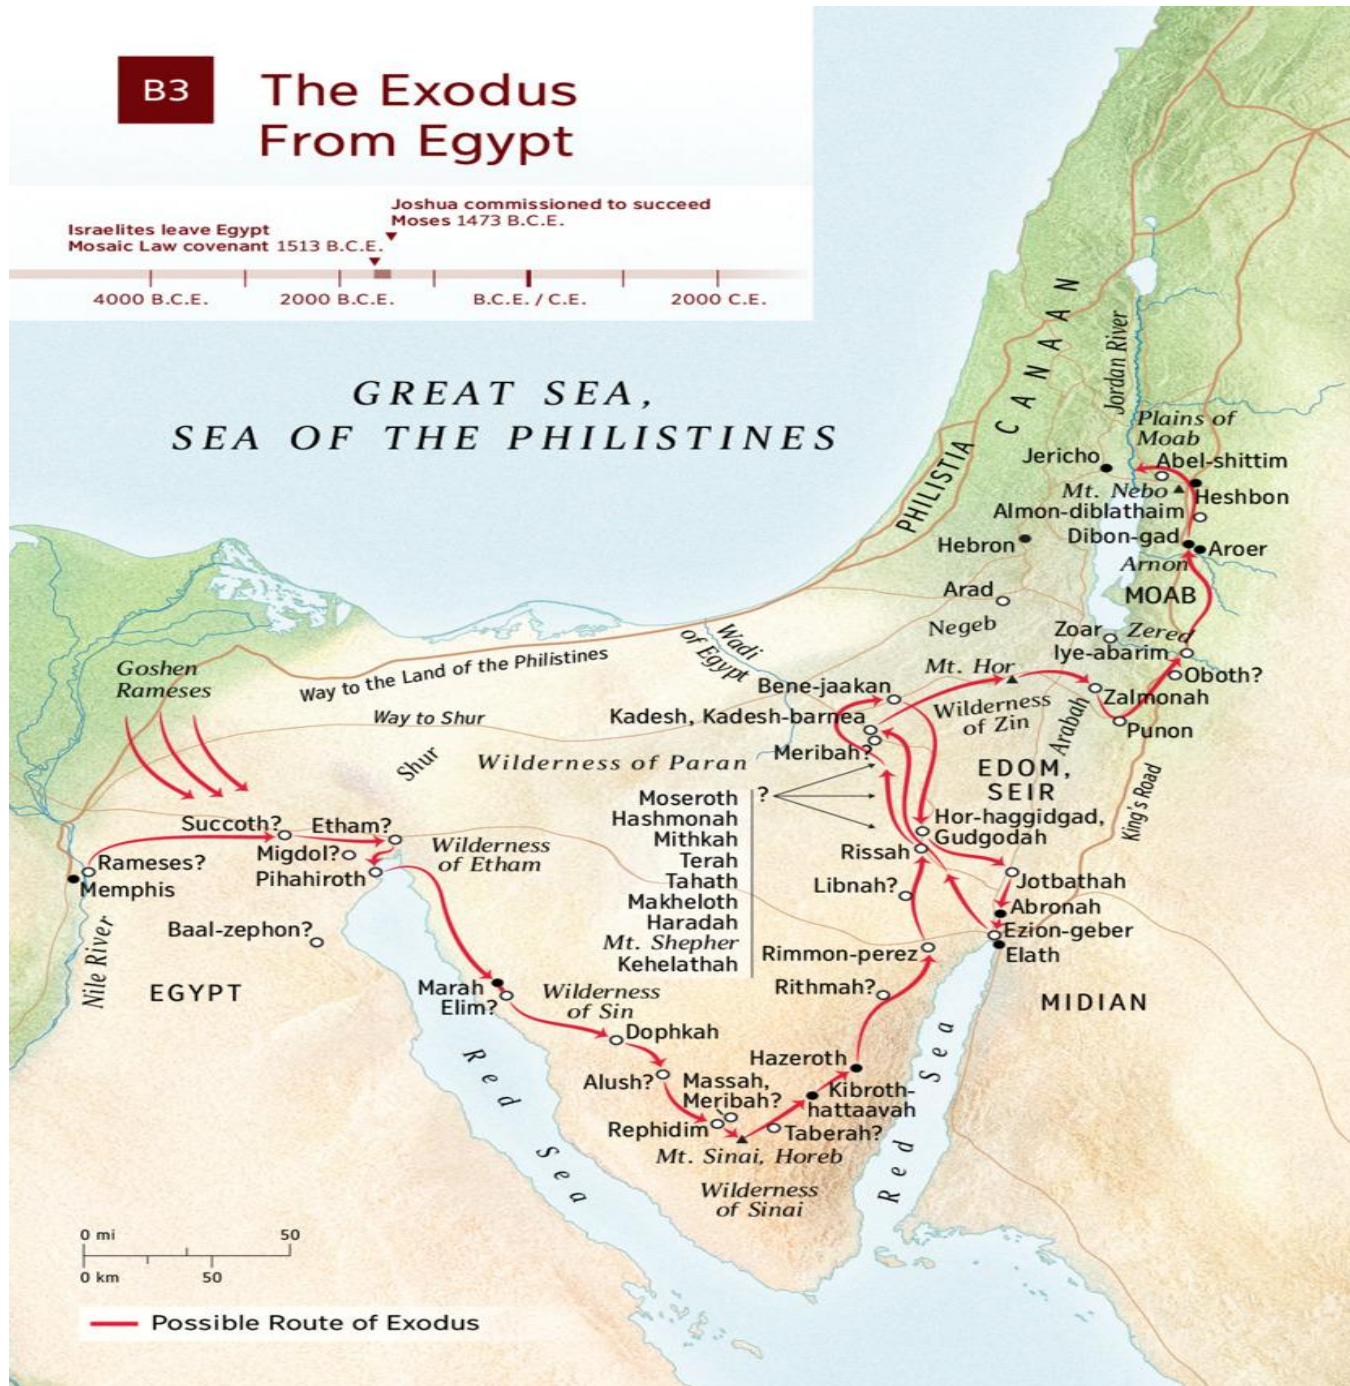 B3
The Exodus
From Egypt
Joshua commissioned to succeed
Moses 1473 B.C.E.
Israelites leave Egypt
Mosaic Law covenant 1513 B.C.E.
4000 B.C.E.
2000 B.C.E.
B.C.E. / C.E.
2000 C.E.
GREAT SEA,
SEA OF THE PHILISTINES
CANAAN
Jordan River
PHILISTIA
Plains of
Moab
Jericho
Abel-shittim
Mt. Nebo
Heshbon
Almon-diblathaim
Dibon-gad
Hebron
Aroer
Arnon
Arad
MOAB
Negeb
Zoar
Zered
Iye-abarim
Wadi
of Egypt
Goshen
Rameses
Way to the Land of the Philistines
Mt. Hor
Oboth?
Bene-jaakan
Zalmonah
Way to Shur
Kadesh, Kadesh-barnea
Wilderness
of Zin
Arabah
Punon
Shur
Wilderness of Paran
Meribah?
EDOM,
SEIR
King's Road
Moseroth
?
Hashmonah
Mithkah
Terah
Tahath
Makheloth
Haradah
Mt. Shepher
Kehelathah
Hor-haggidgad,
Gudgodah
Succoth?
Etham?
Wilderness
of Etham
Rissah
Migdol?
Rameses?
Pihahiroth
Memphis
Libnah?
Jotbathah
Abronah
Baal-zephon?
Ezion-geber
Nile River
Rimmon-perez
Elath
EGYPT
Marah
Elim?
Wilderness
of Sin
Rithmah?
MIDIAN
Dophkah
Red Sea
Hazeroth
Alush?
Massah,
Meribah?
Kibroth-
hattaavah
Rephidim
Taberah?
Mt. Sinai, Horeb
Red Sea
Wilderness
of Sinai
0 mi
50
0 km
50
Possible Route of Exodus